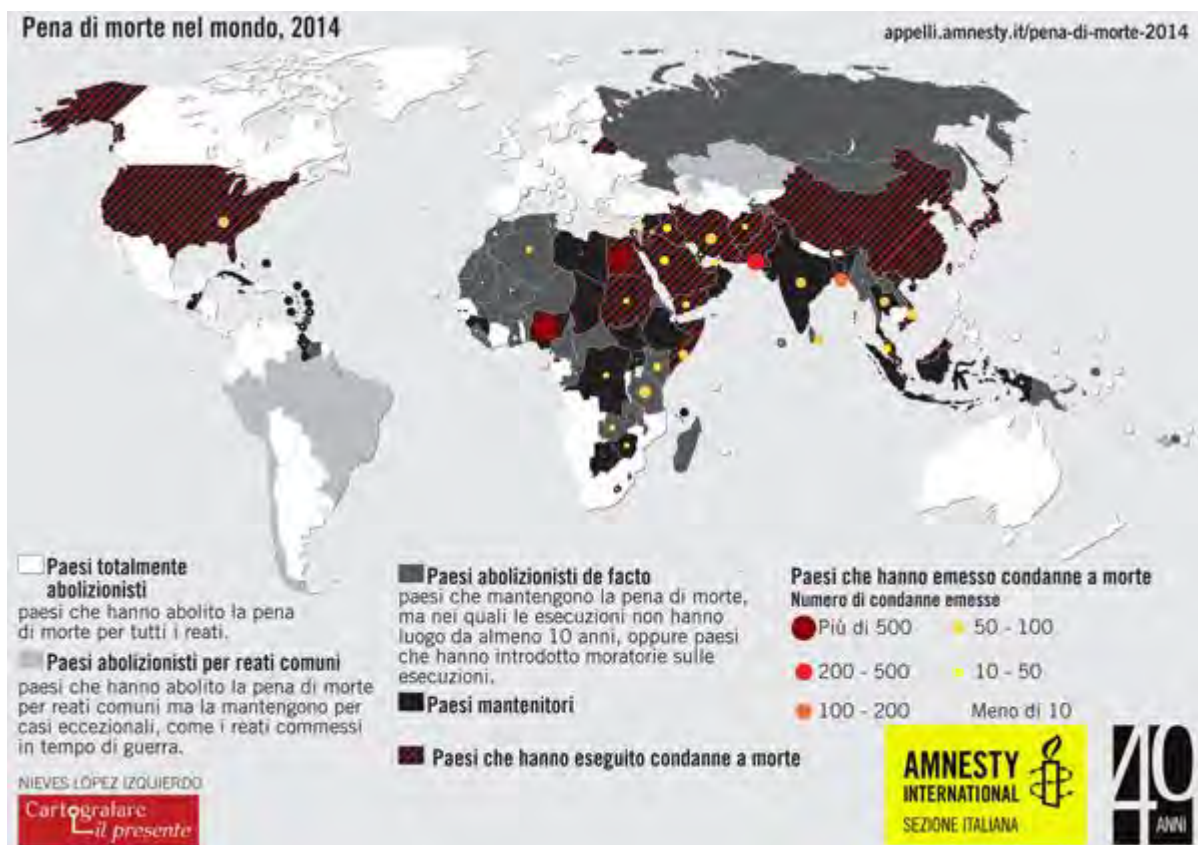 Pena di morte nel mondo, 2014
appelli.amnesty.it/pena-di-morte-2014
Paesi totalmente
abolizionisti
paesi che hanno abolito la pena
di morte per tutti i reati.
Paesi abolizionisti per reati comuni
paesi che hanno abolito la pena di morte
per reati comuni ma la mantengono per
casi eccezionali, come i reati commessi
in tempo di guerra.
NIEVES LÓPEZ IZQUIERDO
Cartografare
il presente
Paesi abolizionisti de facto
paesi che mantengono la pena di morte,
ma nei quali le esecuzioni non hanno
luogo da almeno 10 anni, oppure paesi
che hanno introdotto moratorie sulle
esecuzioni.
Paesi mantenitori
Paesi che hanno eseguito condanne a morte
Paesi che hanno emesso condanne a morte
Numero di condanne emesse
Più di 500
50 - 100
200 - 500
10 - 50
100 - 200
Meno di 10
AMNESTY
INTERNATIONAL
SEZIONE ITALIANA
40
ANNI